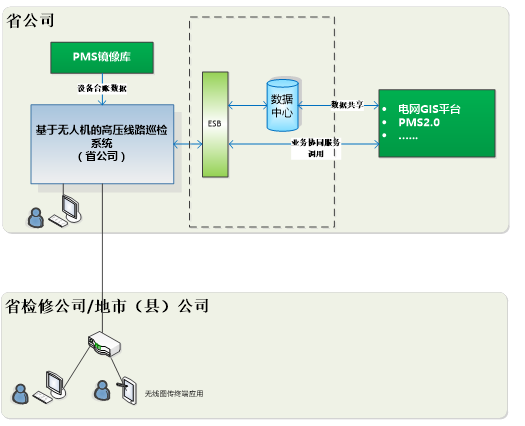 省公司
PMS镜像库
设备台账数据
基于无人机的高压线路巡检
系统
（省公司）
ESB
数据
中心
数据共享
业务协同服务
调用
• 电网GIS平台
• PMS2.0
• ……
省检修公司/地市（县）公司
无线图传终端应用